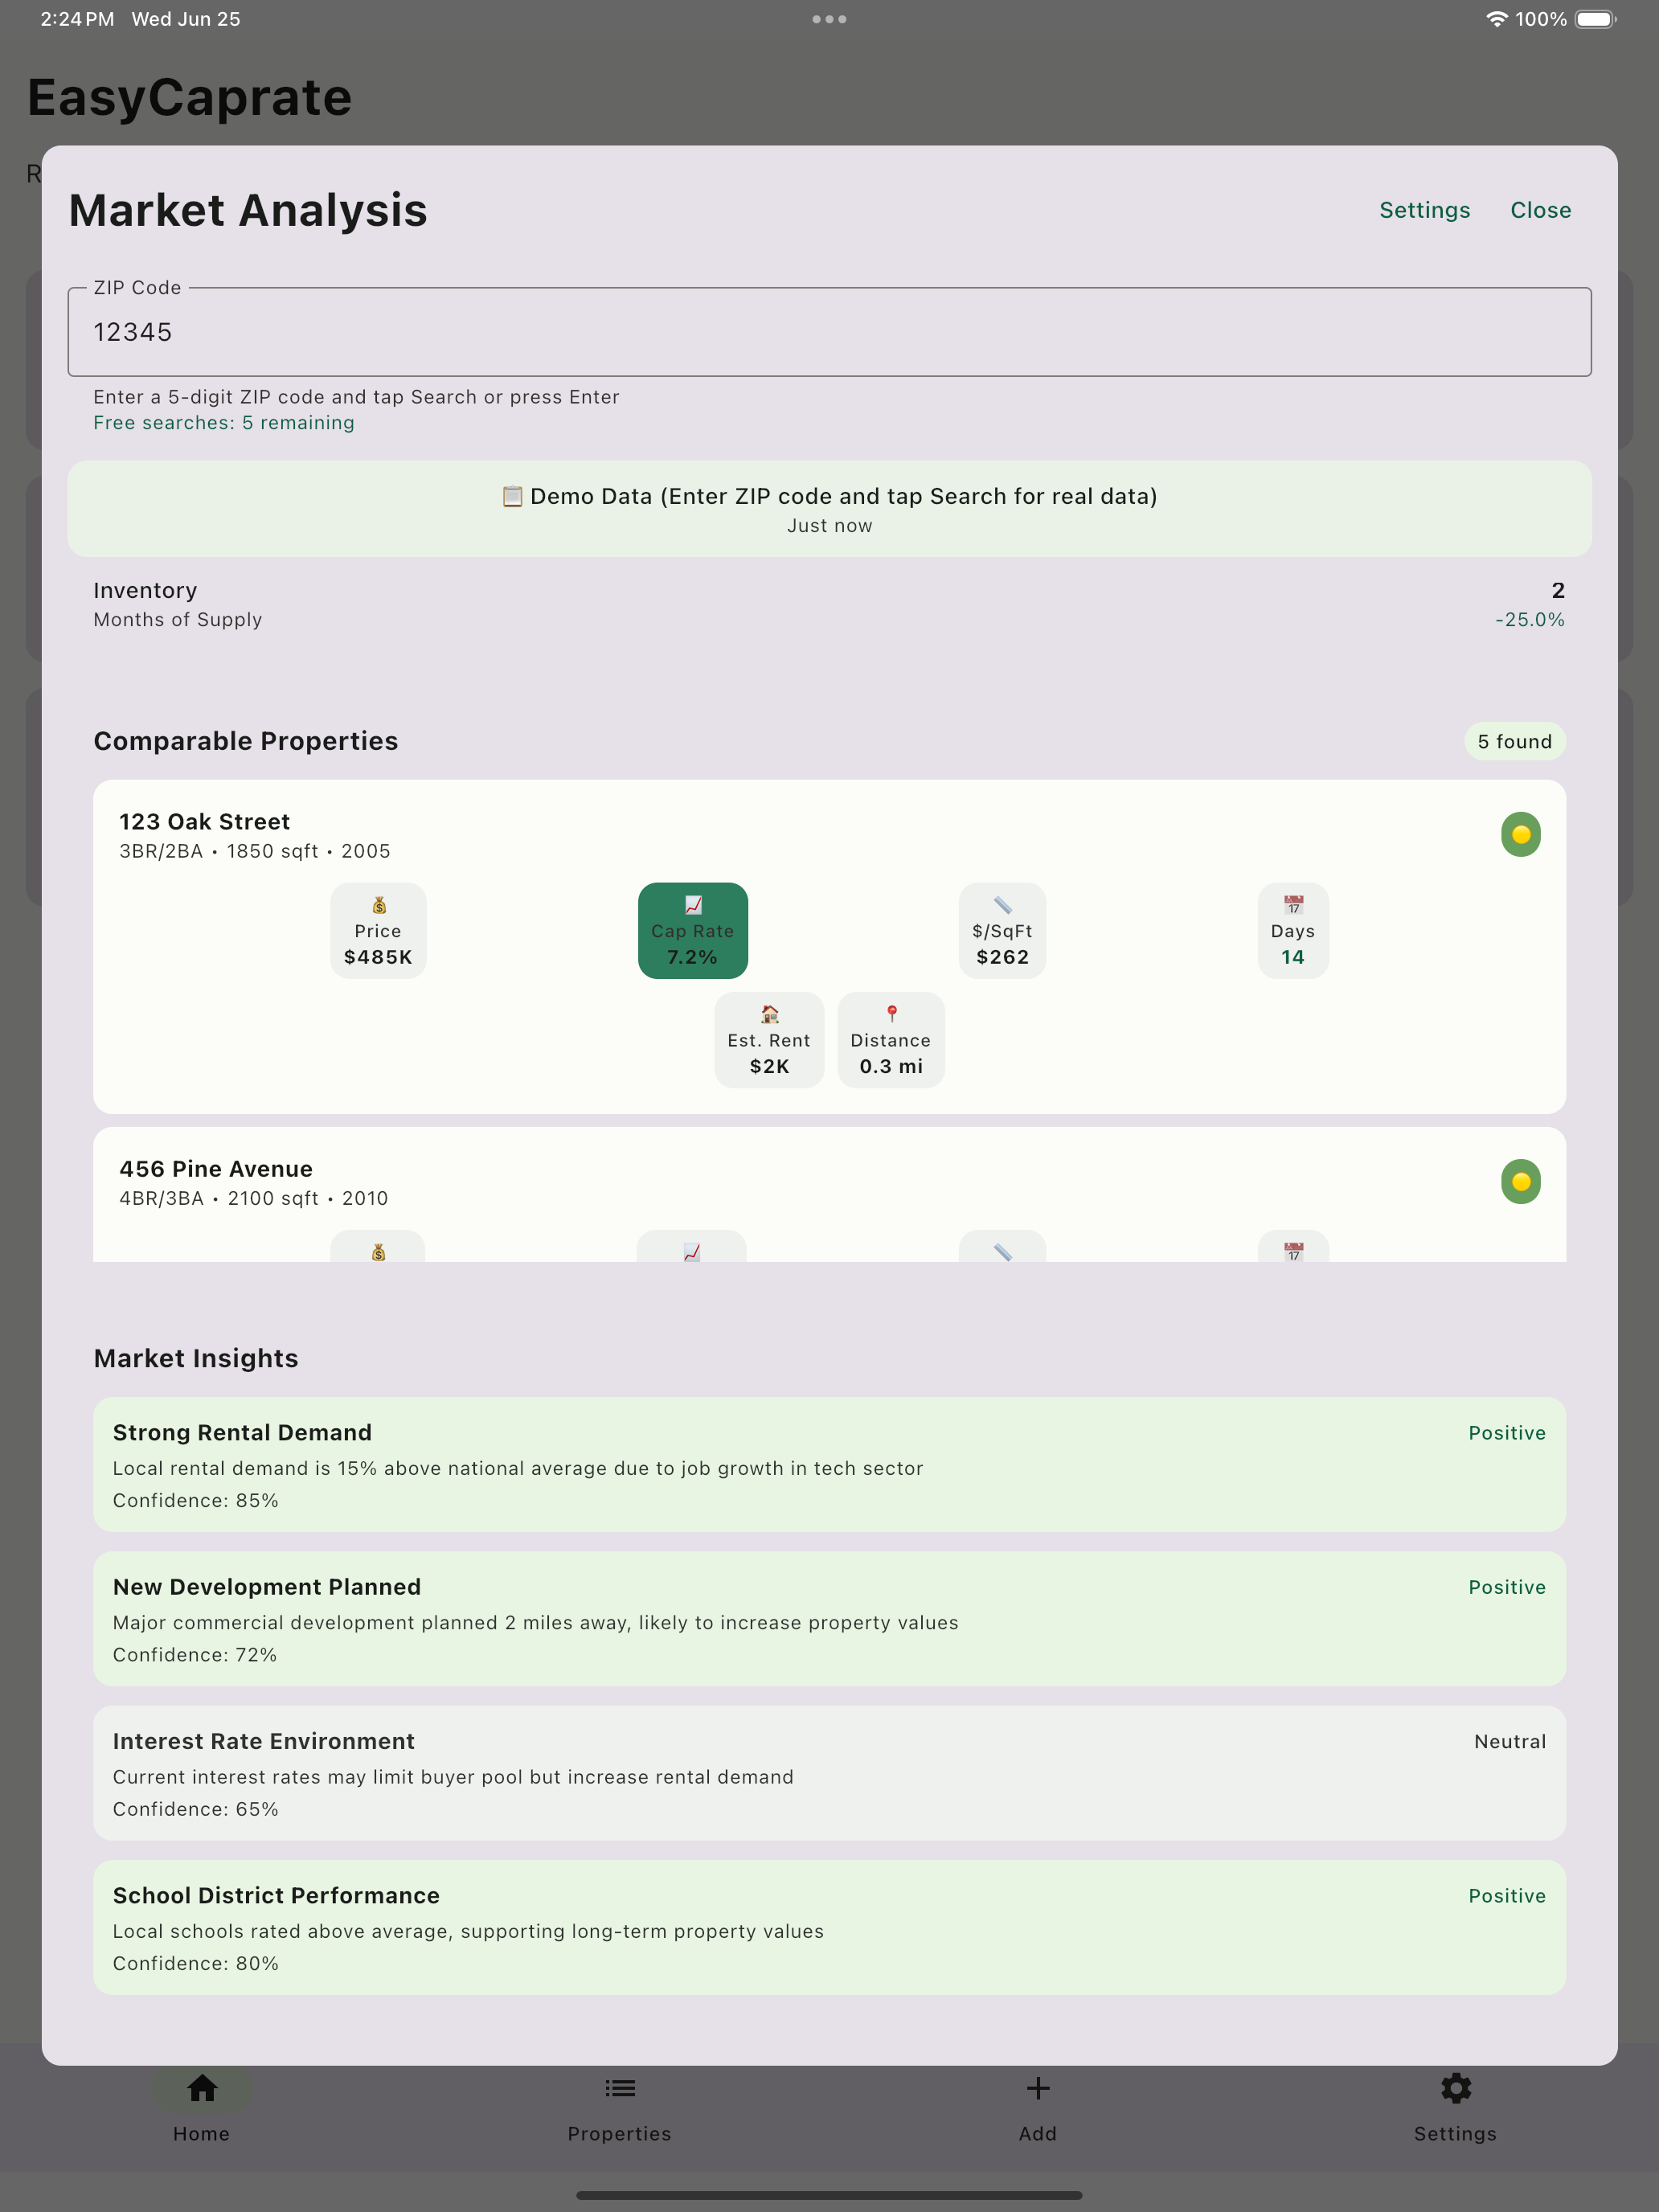 2:24 PM Wed Jun 25
100%
EasyCaprate
R
Market Analysis
Settings Close
ZIP Code
12345
Enter a 5-digit ZIP code and tap Search or press Enter
Free searches: 5 remaining
📋 Demo Data (Enter ZIP code and tap Search for real data)
Just now
Inventory 2
Months of Supply -25.0%
Comparable Properties 5 found
123 Oak Street
3BR/2BA • 1850 sqft • 2005
17
Price Cap Rate $/SqFt Days
$485K 7.2% $262 14
Est. Rent Distance
$2K 0.3 mi
456 Pine Avenue
4BR/3BA • 2100 sqft • 2010
17
Market Insights
Strong Rental Demand Positive
Local rental demand is 15% above national average due to job growth in tech sector
Confidence: 85%
New Development Planned Positive
Major commercial development planned 2 miles away, likely to increase property values
Confidence: 72%
Interest Rate Environment Neutral
Current interest rates may limit buyer pool but increase rental demand
Confidence: 65%
School District Performance Positive
Local schools rated above average, supporting long-term property values
Confidence: 80%
Home Properties Add Settings